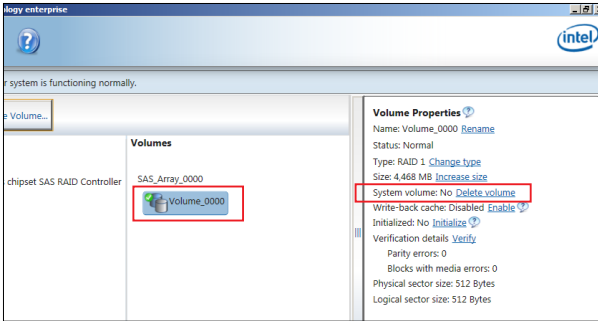 ology enterprise
?
intel
r system is functioning normally.
e Volume...
Volumes
s chipset SAS RAID Controller
SAS_Array_0000
Volume_0000
Volume Properties ?
Name: Volume_0000 Rename
Status: Normal
Type: RAID 1 Change type
Size: 4,468 MB Increase size
System volume: No Delete volume
Write-back cache: Disabled Enable ?
Initialized: No Initialize ?
Verification details Verify
Parity errors: 0
Blocks with media errors: 0
Physical sector size: 512 Bytes
Logical sector size: 512 Bytes